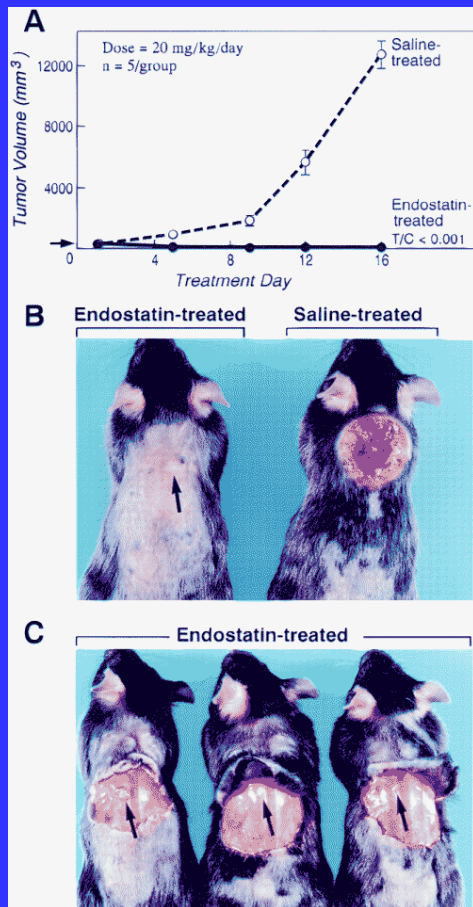 A
Dose = 20 mg/kg/day
n = 5/group
Saline-
treated
Tumor Volume (mm³)
12000
8000
4000
Endostatin-
treated
T/C < 0.001
0 4 8 12 16
Treatment Day
B
Endostatin-treated Saline-treated
C
Endostatin-treated